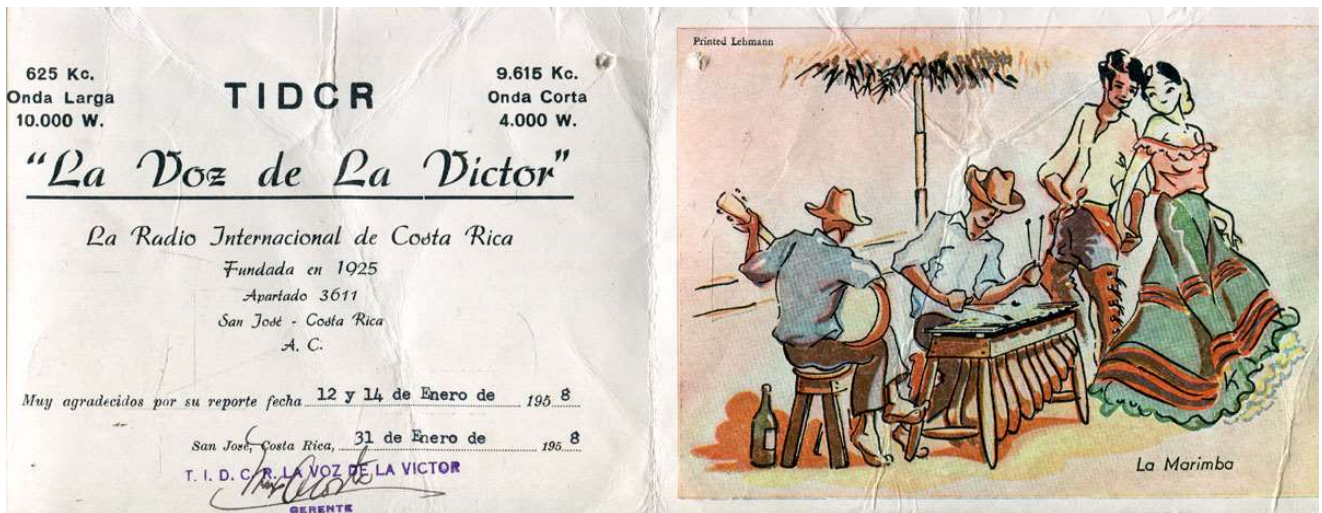 625 Kc.
Onda Larga
10.000 W.
TIDCR
9.615 Kc.
Onda Corta
4.000 W.
"La Voz de La Victor"
La Radio Internacional de Costa Rica
Fundada en 1925
Apartado 3611
San José - Costa Rica
A. C.
Muy agradecidos por su reporte fecha 12 y 14 de Enero de 1958
San José, Costa Rica, 31 de Enero de 1958
T. I. D. C. R. LA VOZ DE LA VICTOR
GERENTE
Printed Lehmann
La Marimba